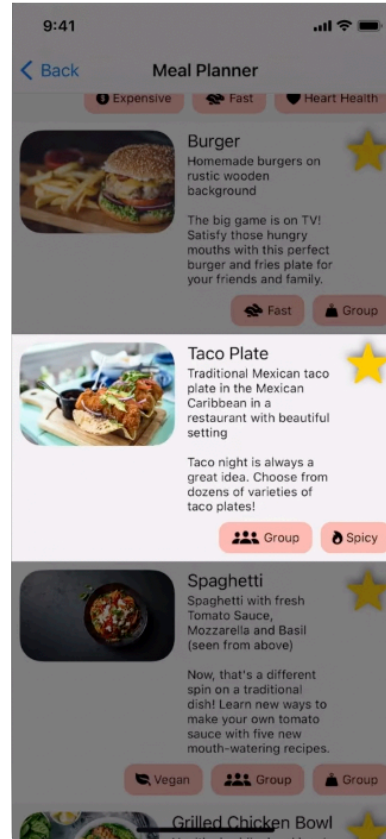 9:41
Back
Meal Planner
Expensive
Fast
Heart Health
Burger
Homemade burgers on
rustic wooden
background
The big game is on TV!
Satisfy those hungry
mouths with this perfect
burger and fries plate for
your friends and family.
Fast
Group
Taco Plate
Traditional Mexican taco
plate in the Mexican
Caribbean in a
restaurant with beautiful
setting
Taco night is always a
great idea. Choose from
dozens of varieties of
taco plates!
Group
Spicy
Spaghetti
Spaghetti with fresh
Tomato Sauce,
Mozzarella and Basil
(seen from above)
Now, that's a different
spin on a traditional
dish! Learn new ways to
make your own tomato
sauce with five new
mouth-watering recipes.
Vegan
Group
Group
Grilled Chicken Bowl